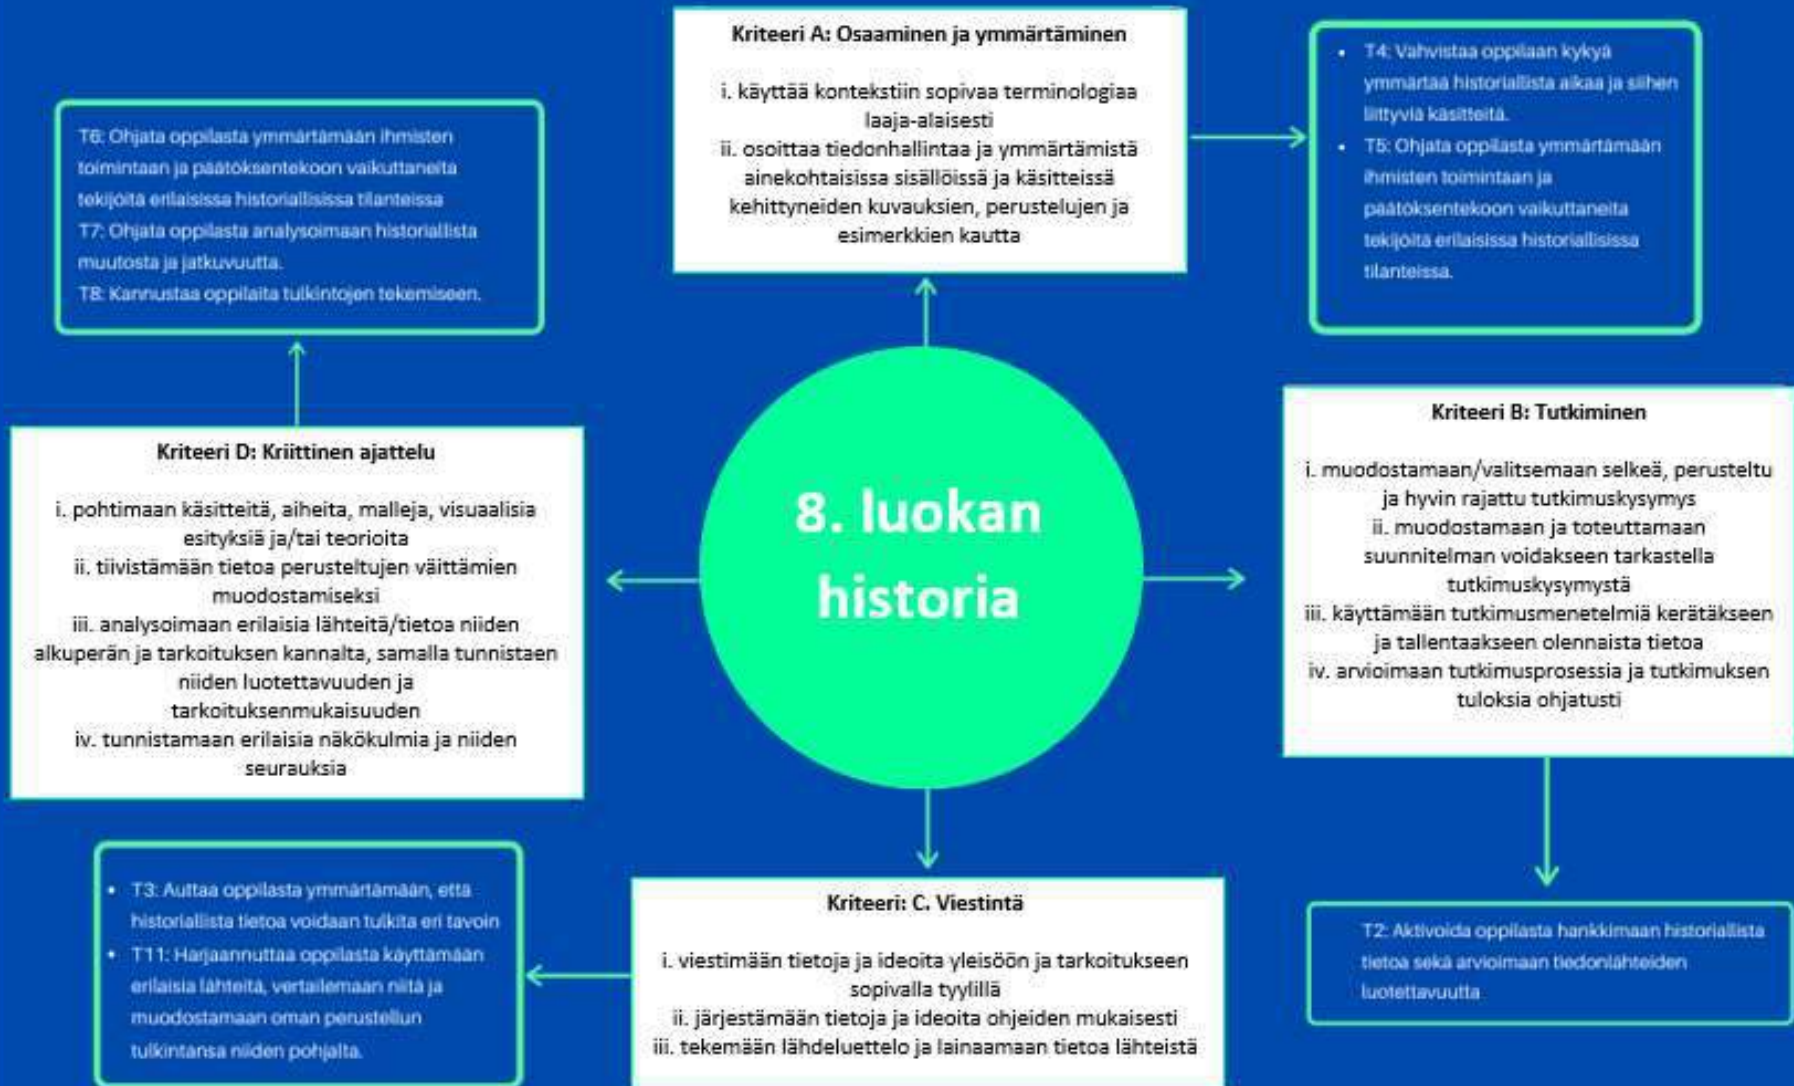 Kriteeri A: Osaaminen ja ymmärtäminen
i. käyttää kontekstiin sopivaa terminologiaa
laaja-alaisesti
ii. osoittaa tiedonhallintaa ja ymmärtämistä
ainekohtaisissa sisällöissä ja käsitteissä
kehittyneiden kuvauksien, perustelujen ja
esimerkkien kautta
• T4: Vahvistaa oppilaan kykyä
ymmärtää historiallista aikaa ja siihen
liittyviä käsitteitä.
• T5: Ohjata oppilasta ymmärtämään
ihmisten toimintaan ja
päätöksentekoon vaikuttaneita
tekijöitä erilaisissa historiallisissa
tilanteissa.
T6: Ohjata oppilasta ymmärtämään ihmisten
toimintaan ja päätöksentekoon vaikuttaneita
tekijöitä erilaisissa historiallisissa tilanteissa
T7: Ohjata oppilasta analysoimaan historiallista
muutosta ja jatkuvuutta.
T8: Kannustaa oppilaita tulkintojen tekemiseen.
Kriteeri D: Kriittinen ajattelu
i. pohtimaan käsitteitä, aiheita, malleja, visuaalisia
esityksiä ja/tai teorioita
ii. tiivistämään tietoa perusteltujen väittämien
muodostamiseksi
iii. analysoimaan erilaisia lähteitä/tietoa niiden
alkuperän ja tarkoituksen kannalta, samalla tunnistaen
niiden luotettavuuden ja
tarkoituksenmukaisuuden
iv. tunnistamaan erilaisia näkökulmia ja niiden
seurauksia
8. luokan
historia
Kriteeri B: Tutkiminen
i. muodostamaan/valitsemaan selkeä, perusteltu
ja hyvin rajattu tutkimuskysymys
ii. muodostamaan ja toteuttamaan
suunnitelman voidakseen tarkastella
tutkimuskysymystä
iii. käyttämään tutkimusmenetelmiä kerätäkseen
ja tallentaakseen olennaista tietoa
iv. arvioimaan tutkimusprosessia ja tutkimuksen
tuloksia ohjatusti
• T3: Auttaa oppilasta ymmärtämään, että
historiallista tietoa voidaan tulkita eri tavoin
• T11: Harjaannuttaa oppilasta käyttämään
erilaisia lähteitä, vertailemaan niitä ja
muodostamaan oman perustellun
tulkintansa niiden pohjalta.
Kriteeri: C. Viestintä
i. viestimään tietoja ja ideoita yleisöön ja tarkoitukseen
sopivalla tyylillä
ii. järjestämään tietoja ja ideoita ohjeiden mukaisesti
iii. tekemään lähdeluettelo ja lainaamaan tietoa lähteistä
T2: Aktivoida oppilasta hankkimaan historiallista
tietoa sekä arvioimaan tiedonlähteiden
luotettavuutta